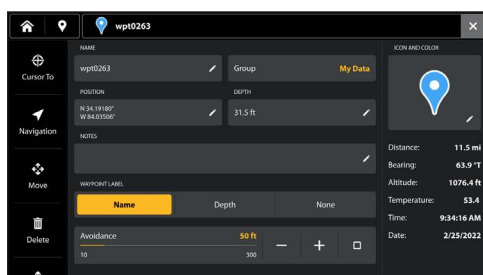 wpt0263
Cursor To
Navigation
Move
Delete
NAME
wpt0263
Group
My Data
POSITION
N 34.19180°
W 84.03506°
DEPTH
31.5 ft
NOTES
WAYPOINT LABEL
Name
Depth
None
Avoidance
50 ft
10
300
ICON AND COLOR
Distance: 11.5 mi
Bearing: 63.9 °T
Altitude: 1076.4 ft
Temperature: 53.4
Time: 9:34:16 AM
Date: 2/25/2022